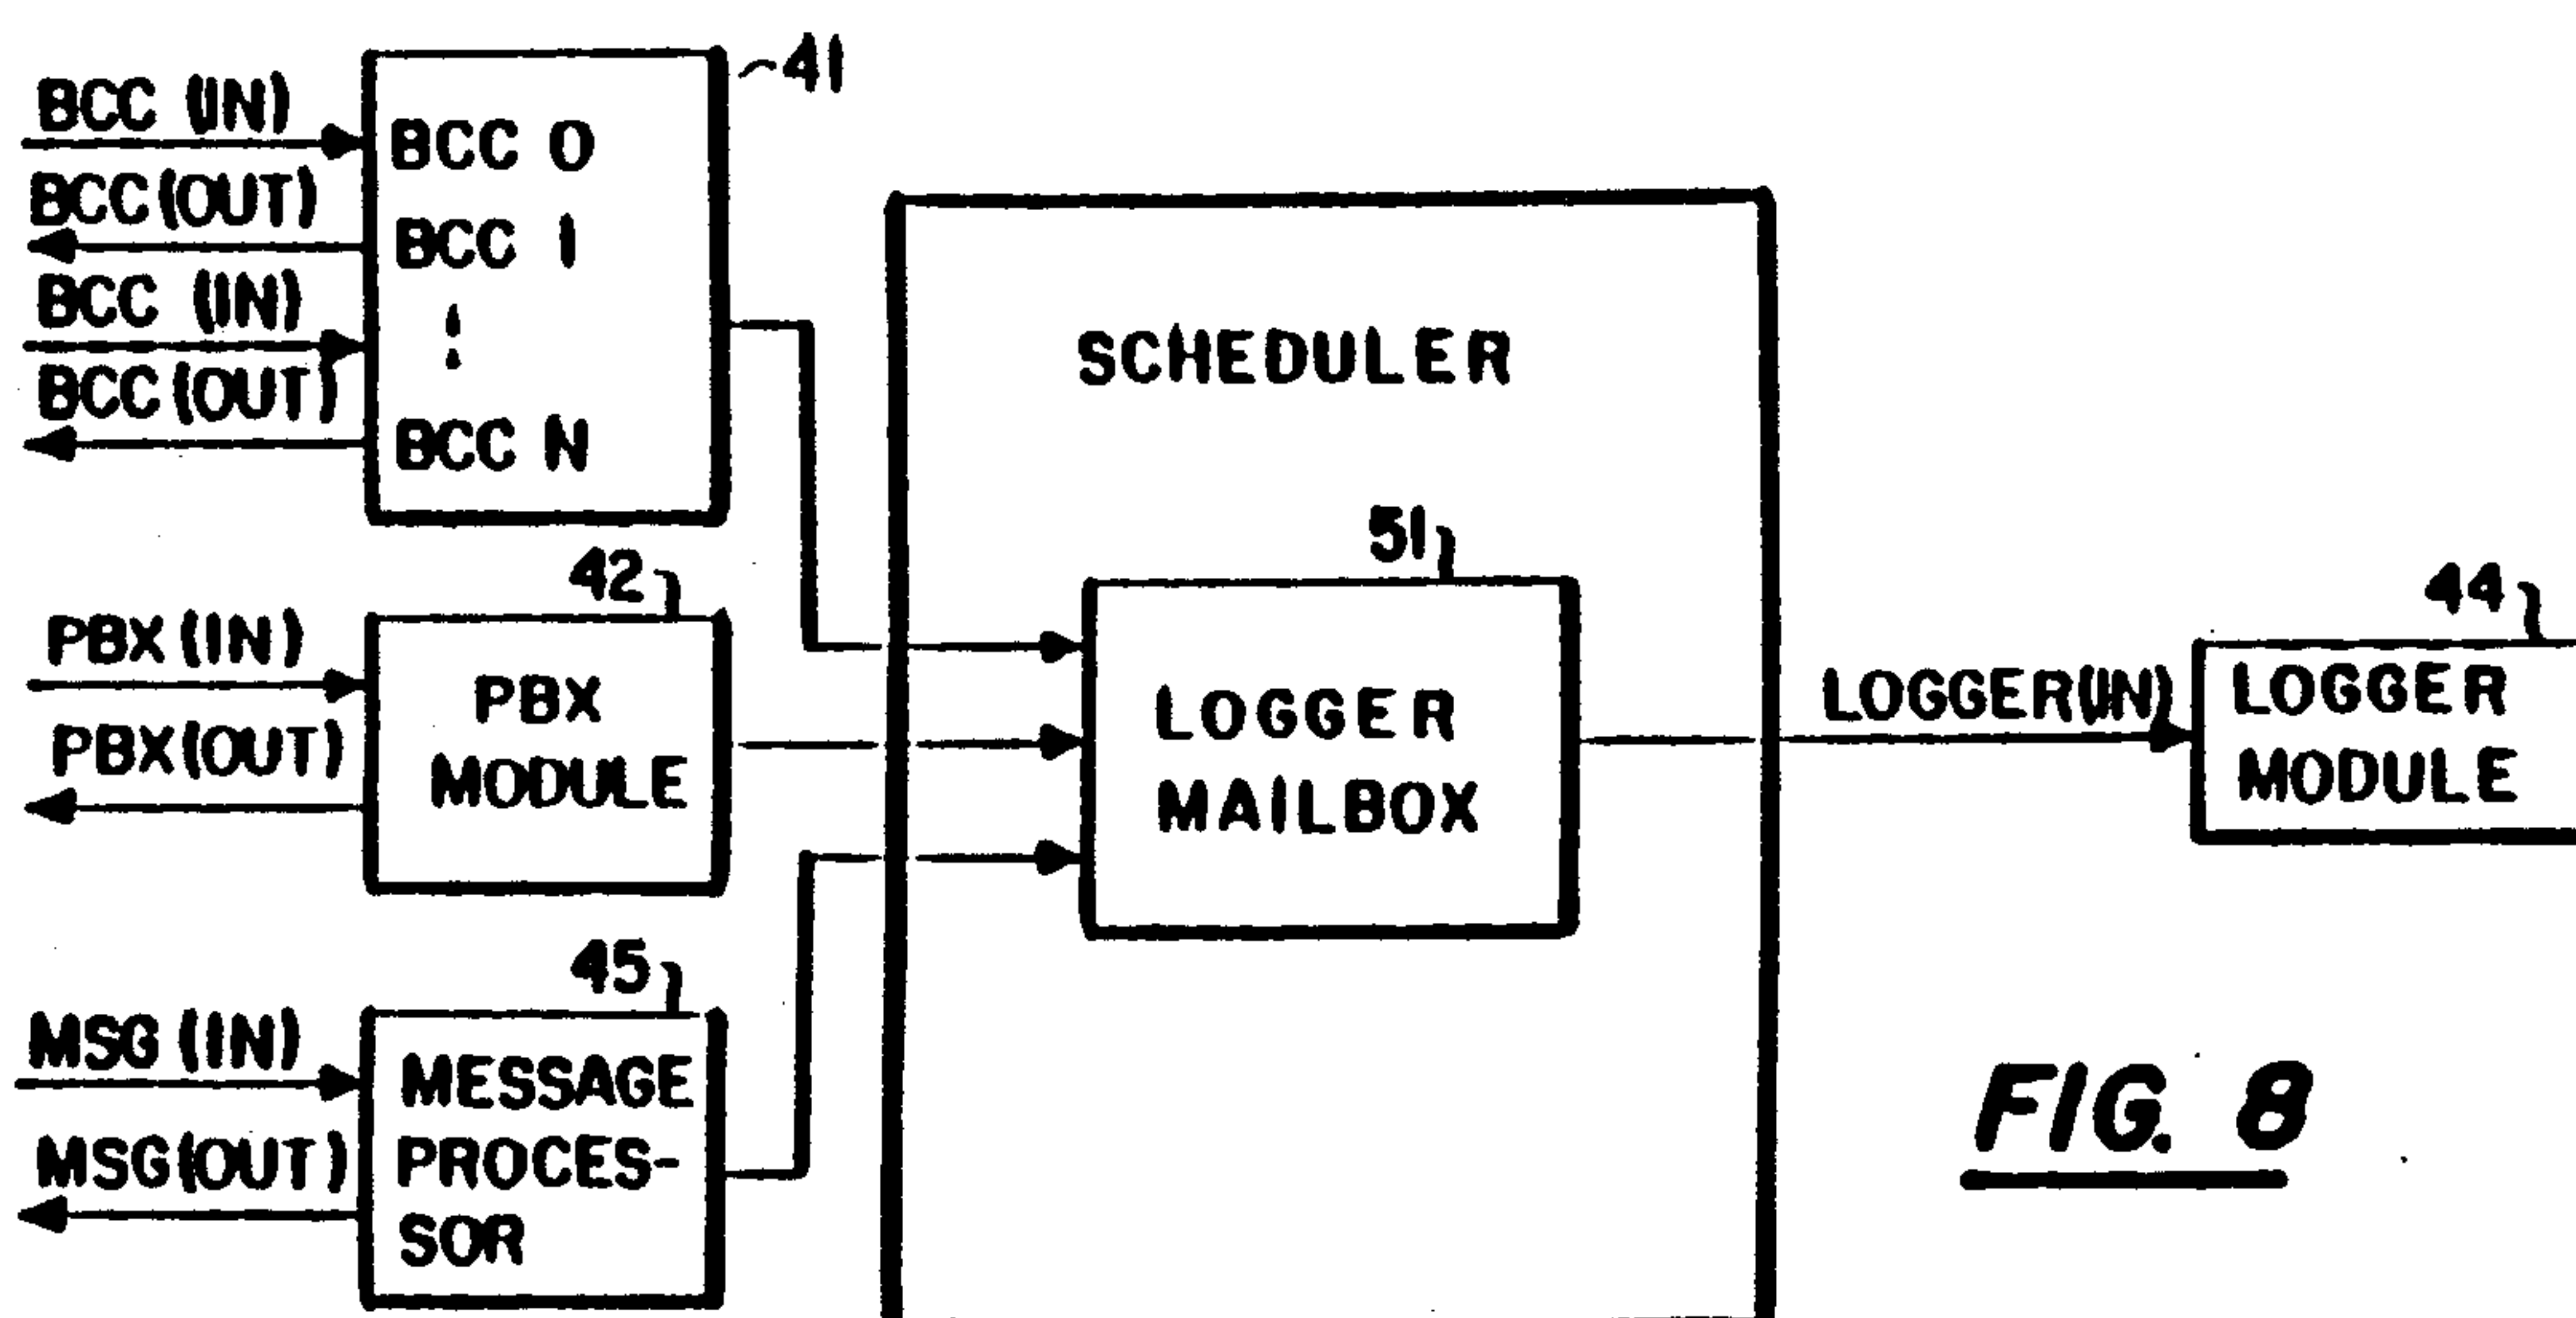 41
BCC (IN)
BCC 0
BCC (OUT)
BCC 1
BCC (IN)
BCC (OUT)
BCC N
SCHEDULER
51
42
PBX (IN)
PBX
MODULE
PBX (OUT)
LOGGER
MAILBOX
44
LOGGER (IN)
LOGGER
MODULE
45
MSG (IN)
MESSAGE
PROCES-
SOR
MSG (OUT)
FIG. 8